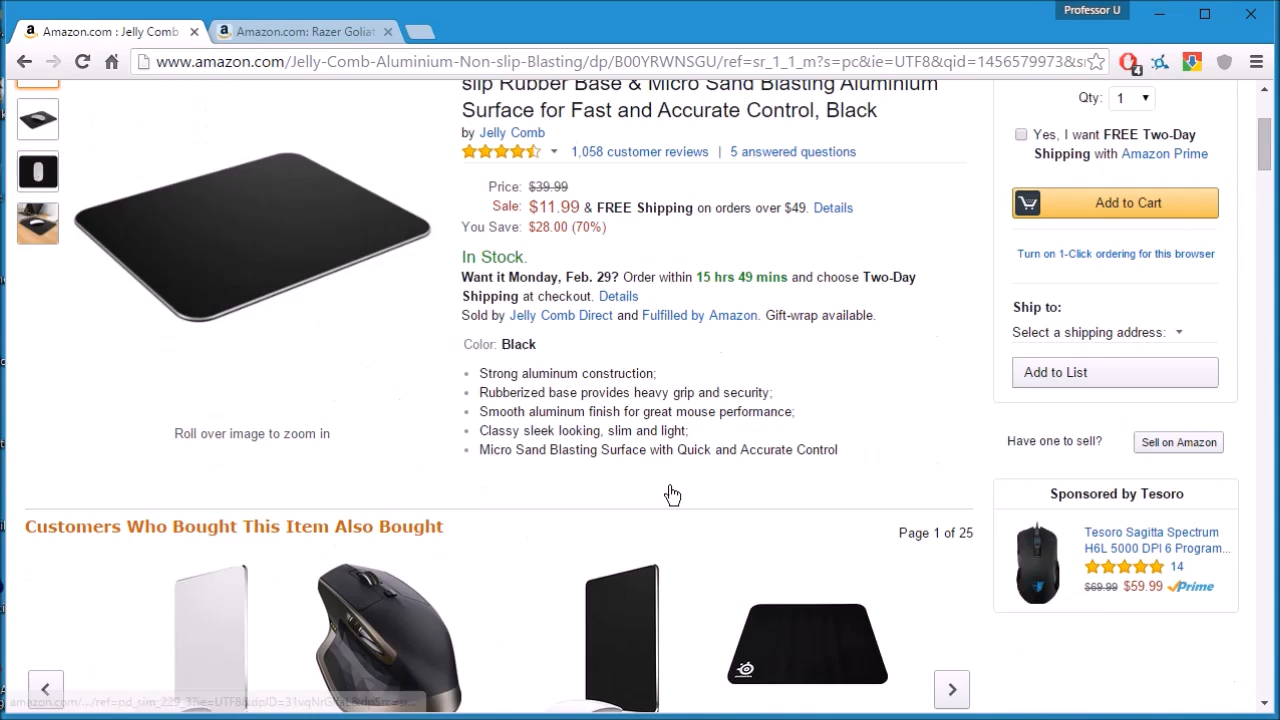 Professor U
Amazon.com : Jelly Comb
Amazon.com: Razer Goliat
www.amazon.com/Jelly-Comb-Aluminium-Non-slip-Blasting/dp/B00YRWNSGU/ref=sr_1_1_m?s=pc&ie=UTF8&qid=1456579973&s
4
slip Rubber Base & Micro Sand Blasting Aluminium
Surface for Fast and Accurate Control, Black
by Jelly Comb
1,058 customer reviews | 5 answered questions
Price: $39.99
Sale: $11.99 & FREE Shipping on orders over $49. Details
You Save: $28.00 (70%)
In Stock.
Want it Monday, Feb. 29? Order within 15 hrs 49 mins and choose Two-Day
Shipping at checkout. Details
Sold by Jelly Comb Direct and Fulfilled by Amazon. Gift-wrap available.
Color: Black
Strong aluminum construction;
Rubberized base provides heavy grip and security;
Smooth aluminum finish for great mouse performance;
Classy sleek looking, slim and light;
Micro Sand Blasting Surface with Quick and Accurate Control
Roll over image to zoom in
Qty: 1
Yes, I want FREE Two-Day
Shipping with Amazon Prime
Add to Cart
Turn on 1-Click ordering for this browser
Ship to:
Select a shipping address:
Add to List
Have one to sell? Sell on Amazon
Sponsored by Tesoro
Tesoro Sagitta Spectrum
H6L 5000 DPI 6 Program...
14
$69.99 $59.99 Prime
Customers Who Bought This Item Also Bought
Page 1 of 25
steelseries